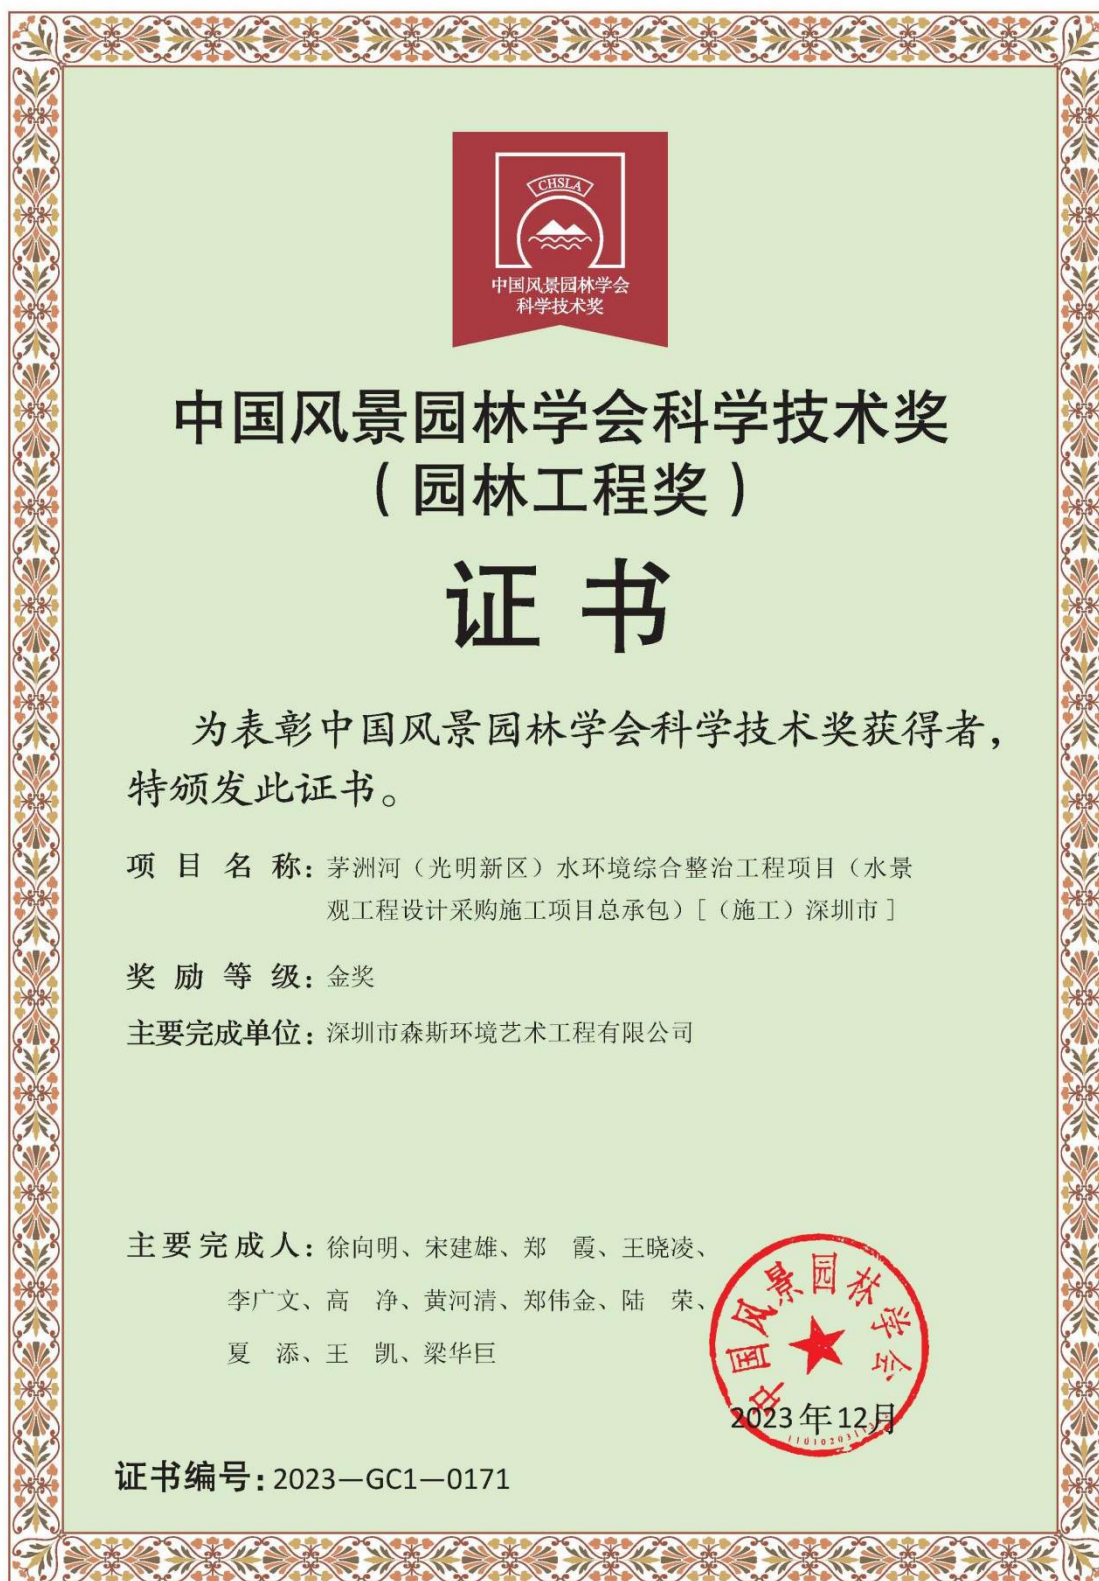 CHSLA
中国风景园林学会
科学技术奖
中国风景园林学会科学技术奖
（园林工程奖）
证书
为表彰中国风景园林学会科学技术奖获得者，
特颁发此证书。
项目名称：茅洲河（光明新区）水环境综合整治工程项目（水景
观工程设计采购施工项目总承包）[（施工）深圳市]
奖励等级：金奖
主要完成单位：深圳市森斯环境艺术工程有限公司
主要完成人：徐向明、宋建雄、郑　霞、王晓凌、
李广文、高　净、黄河清、郑伟金、陆　荣、
夏　添、王　凯、梁华巨
中国风景园林学会
2023年12月
证书编号：2023—GC1—0171